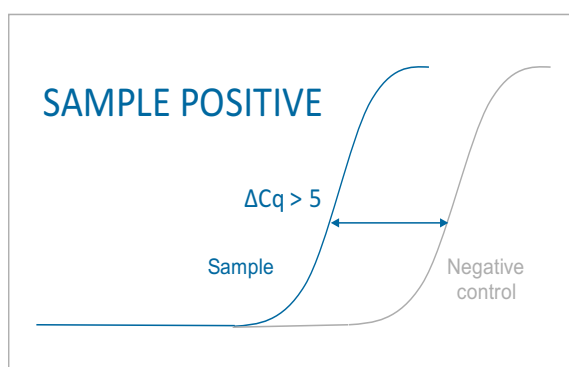 SAMPLE POSITIVE
ΔCq > 5
Sample
Negative
control